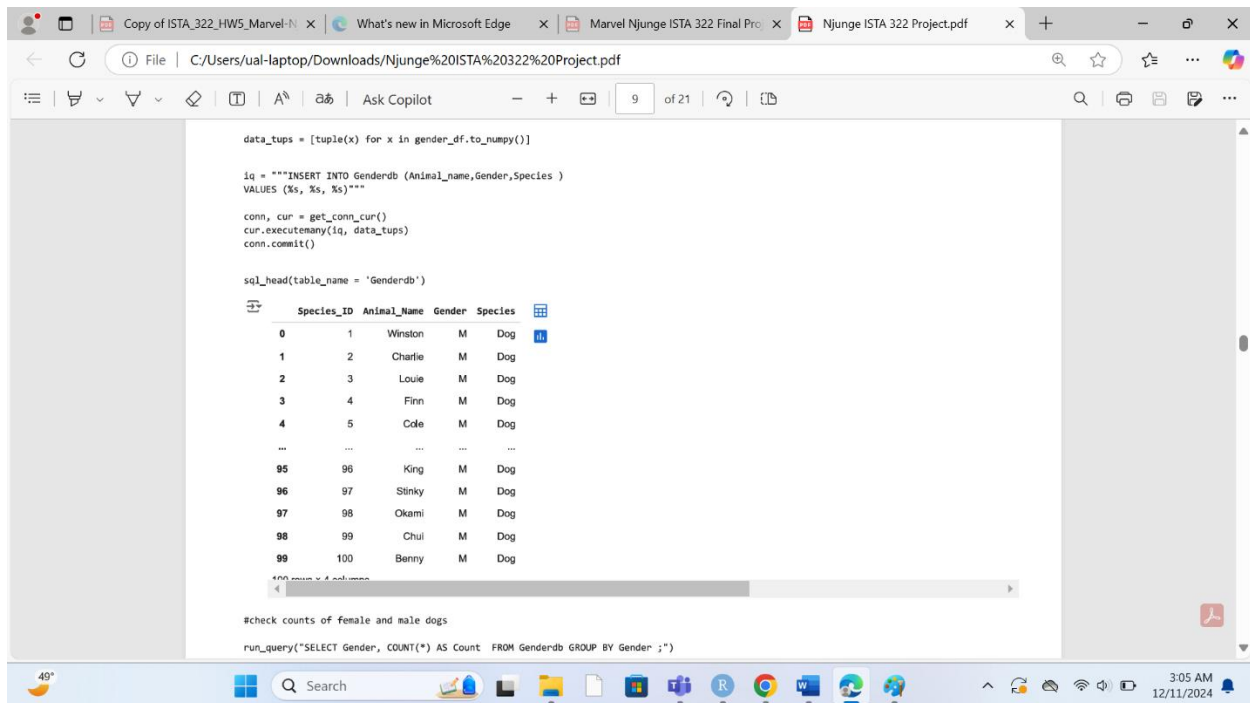 Copy of ISTA_322_HW5_Marvel-N
What's new in Microsoft Edge
Marvel Njunge ISTA 322 Final Pro
Njunge ISTA 322 Project.pdf
File C:/Users/ual-laptop/Downloads/Njunge%20ISTA%20322%20Project.pdf
Ask Copilot 9 of 21
data_tups = [tuple(x) for x in gender_df.to_numpy()]
iq = """INSERT INTO Genderdb (Animal_name,Gender,Species )
VALUES (%s, %s, %s)"""
conn, cur = get_conn_cur()
cur.executemany(iq, data_tups)
conn.commit()
sql_head(table_name = 'Genderdb')
Species_ID Animal_Name Gender Species
0 1 Winston M Dog
1 2 Charlie M Dog
2 3 Louie M Dog
3 4 Finn M Dog
4 5 Cole M Dog
... ... ... ... ...
95 96 King M Dog
96 97 Stinky M Dog
97 98 Okami M Dog
98 99 Chui M Dog
99 100 Benny M Dog
100 rows x 4 columns
#check counts of female and male dogs
run_query("SELECT Gender, COUNT(*) AS Count  FROM Genderdb GROUP BY Gender ;")
49°
Search
3:05 AM
12/11/2024